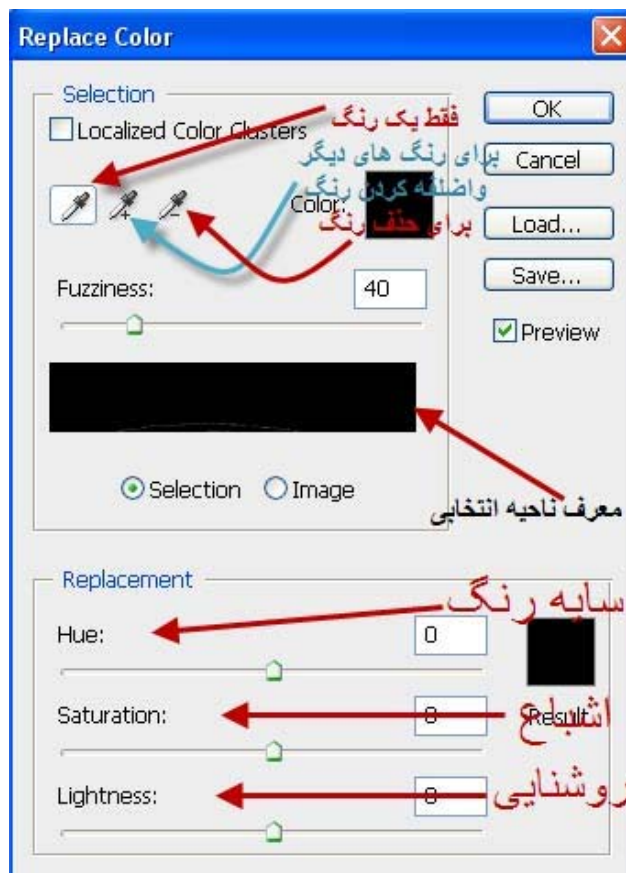 Replace Color
Selection
Localized Color Clusters
فقط یک رنگ
OK
برای رنگ های دیگر
Cancel
واضلفه کردن رنگ
Color:
برای حذف رنگ
Load...
Fuzziness:
40
Save...
Preview
Selection
Image
معرف ناحیه انتخابی
Replacement
سایه رنگ
Hue:
0
Saturation:
0
اشباع
Result
Lightness:
0
روشنایی